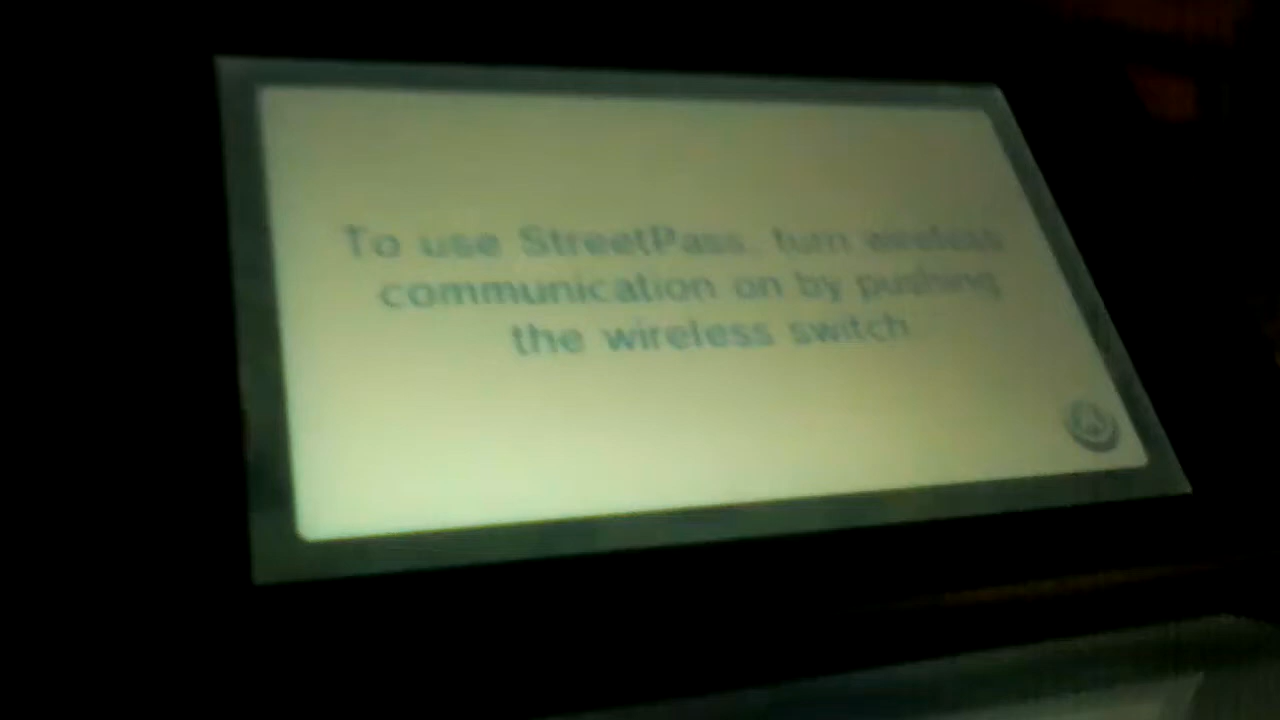 To use StreetPass, turn wireless
communication on by pushing
the wireless switch
A